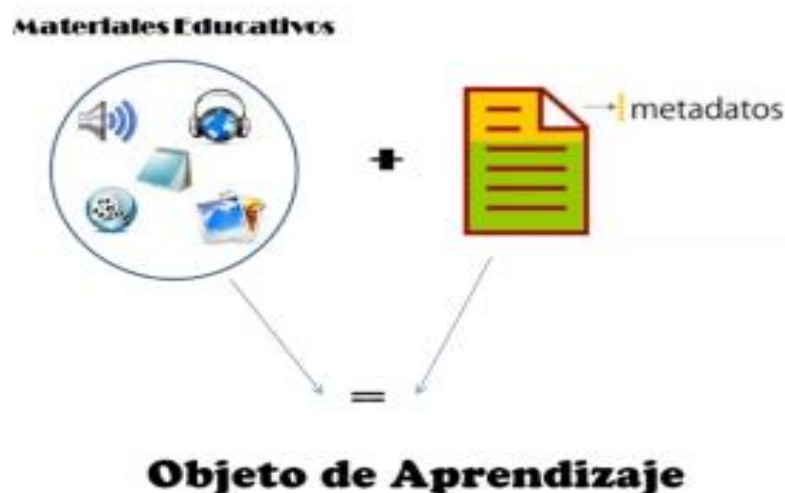 Materiales Educativos
metadatos
+
=
Objeto de Aprendizaje